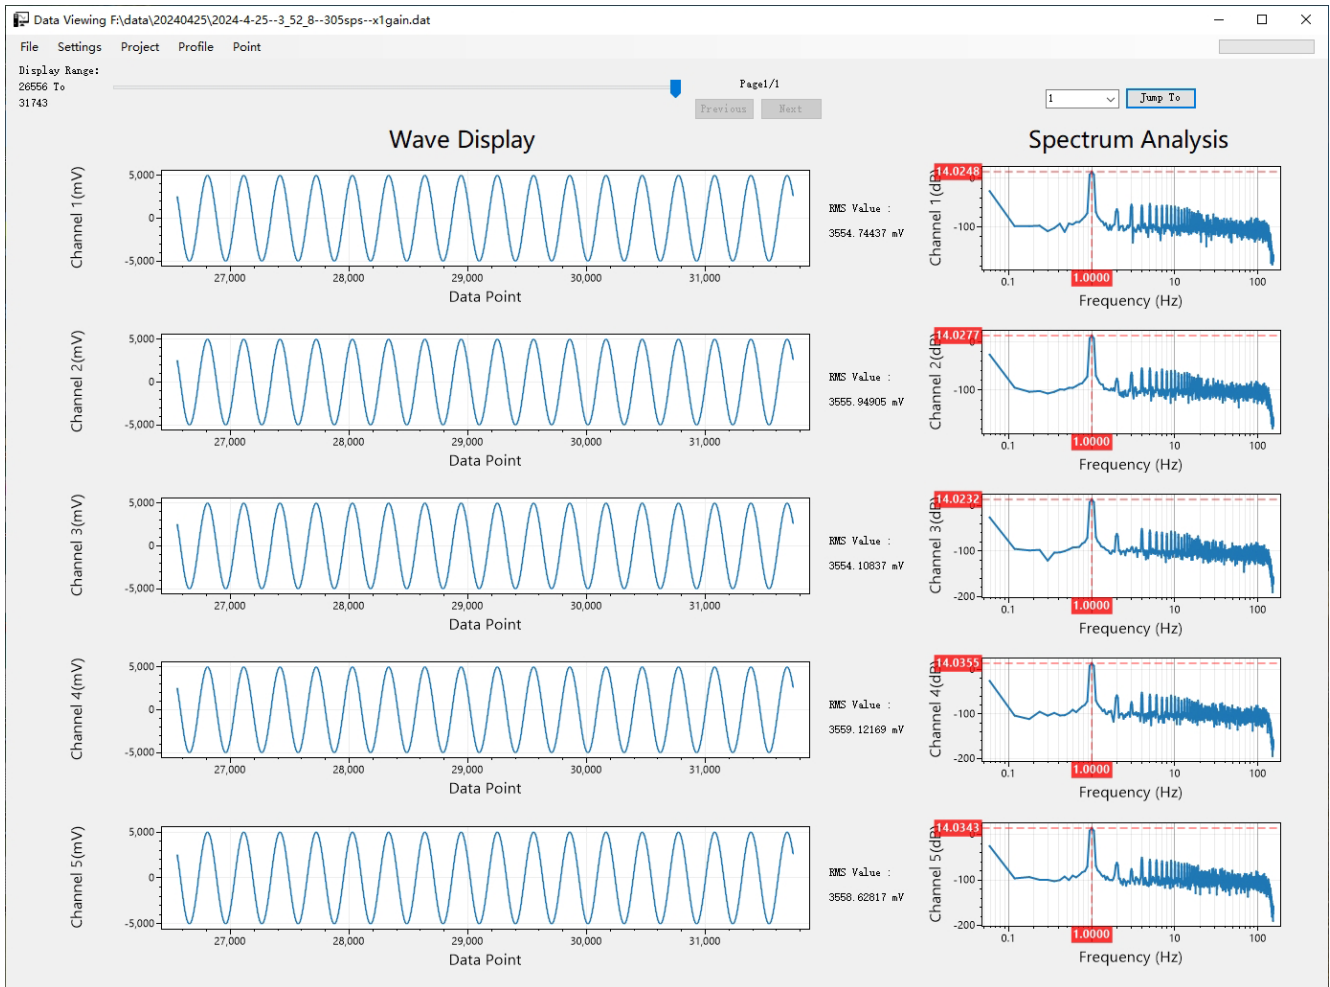 Data Viewing F:\data\20240425\2024-4-25--3_52_8--305sps--x1gain.dat
File Settings Project Profile Point
Display Range:
26556 To
31743
Page1/1
Previous Next
1
Jump To
Wave Display
Spectrum Analysis
Channel 1(mV)
5,000
0
-5,000
27,000 28,000 29,000 30,000 31,000
Data Point
RMS Value :
3554.74437 mV
Channel 1(dB)
14.0248
-100
0.1 1.0000 10 100
Frequency (Hz)
Channel 2(mV)
5,000
0
-5,000
27,000 28,000 29,000 30,000 31,000
Data Point
RMS Value :
3555.94905 mV
Channel 2(dB)
14.0277
-100
0.1 1.0000 10 100
Frequency (Hz)
Channel 3(mV)
5,000
0
-5,000
27,000 28,000 29,000 30,000 31,000
Data Point
RMS Value :
3554.10837 mV
Channel 3(dB)
14.0232
-100
-200
0.1 1.0000 10 100
Frequency (Hz)
Channel 4(mV)
5,000
0
-5,000
27,000 28,000 29,000 30,000 31,000
Data Point
RMS Value :
3559.12169 mV
Channel 4(dB)
14.0355
-100
-200
0.1 1.0000 10 100
Frequency (Hz)
Channel 5(mV)
5,000
0
-5,000
27,000 28,000 29,000 30,000 31,000
Data Point
RMS Value :
3558.62817 mV
Channel 5(dB)
14.0343
-100
-200
0.1 1.0000 10 100
Frequency (Hz)